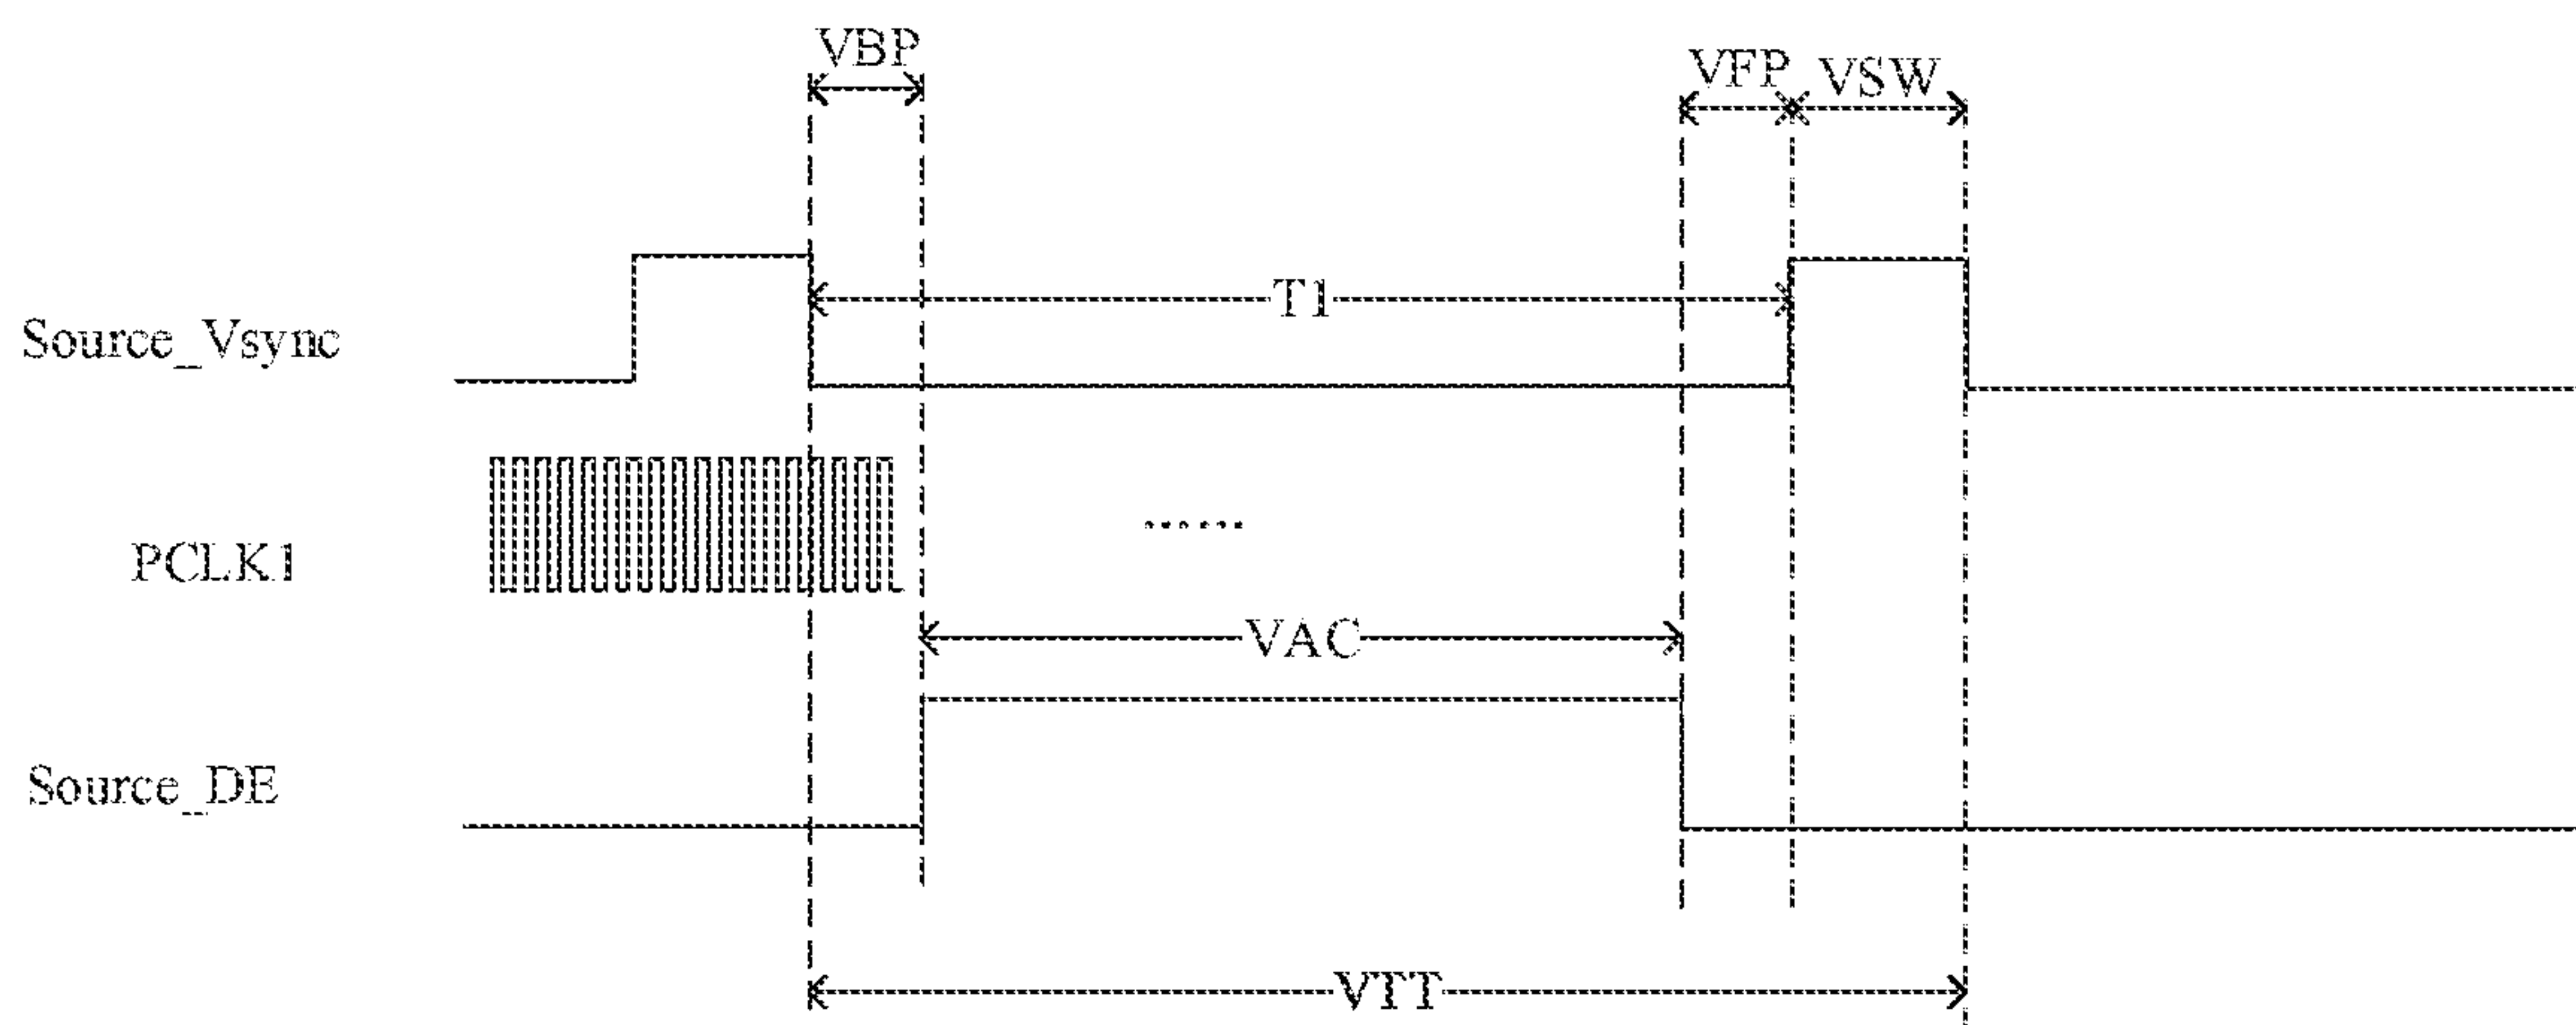 VBP
VFP
VSW
T1
Source_Vsync
PCLK1
......
VAC
Source_DE
VTT